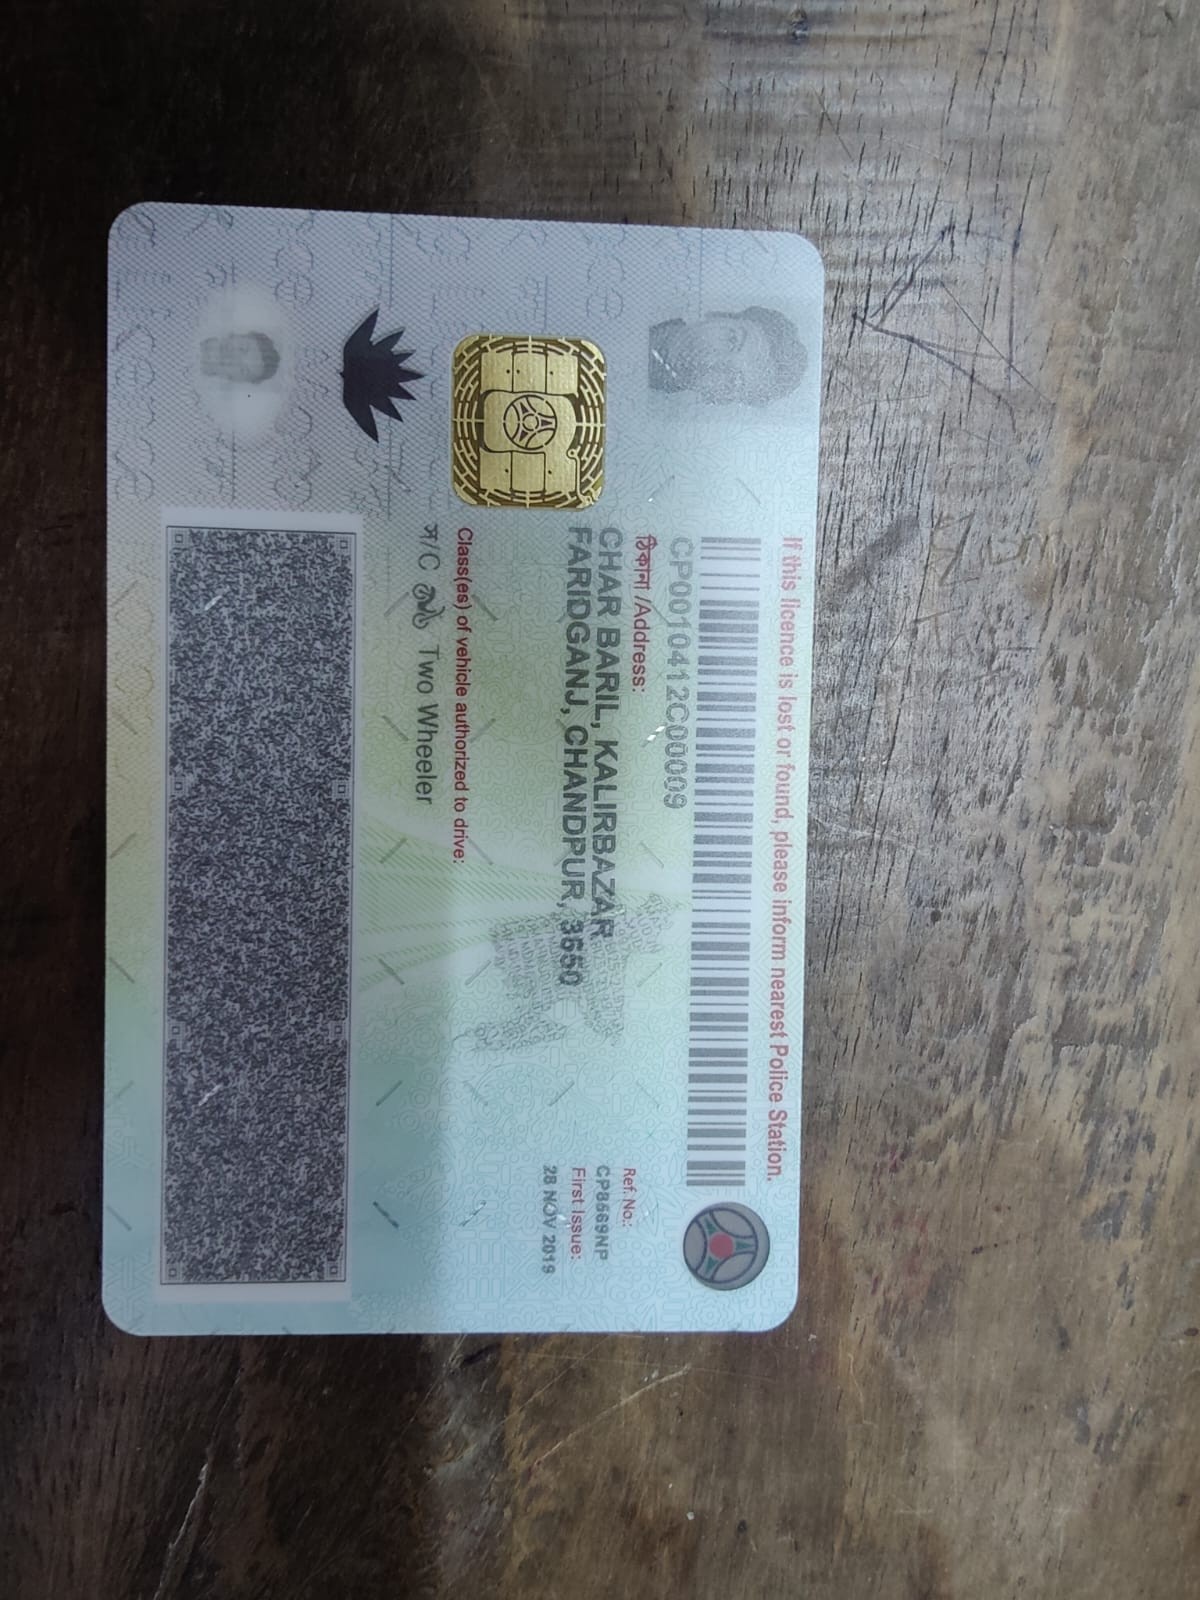 If this licence is lost or found, please inform nearest Police Station.
CP0010412C00009
ঠিকানা /Address:
CHAR BARIL, KALIRBAZAR
FARIDGANJ, CHANDPUR, 3650
Ref. No.:
CP8669NP
First Issue:
28 NOV 2019
Class(es) of vehicle authorized to drive:
স/C Two Wheeler